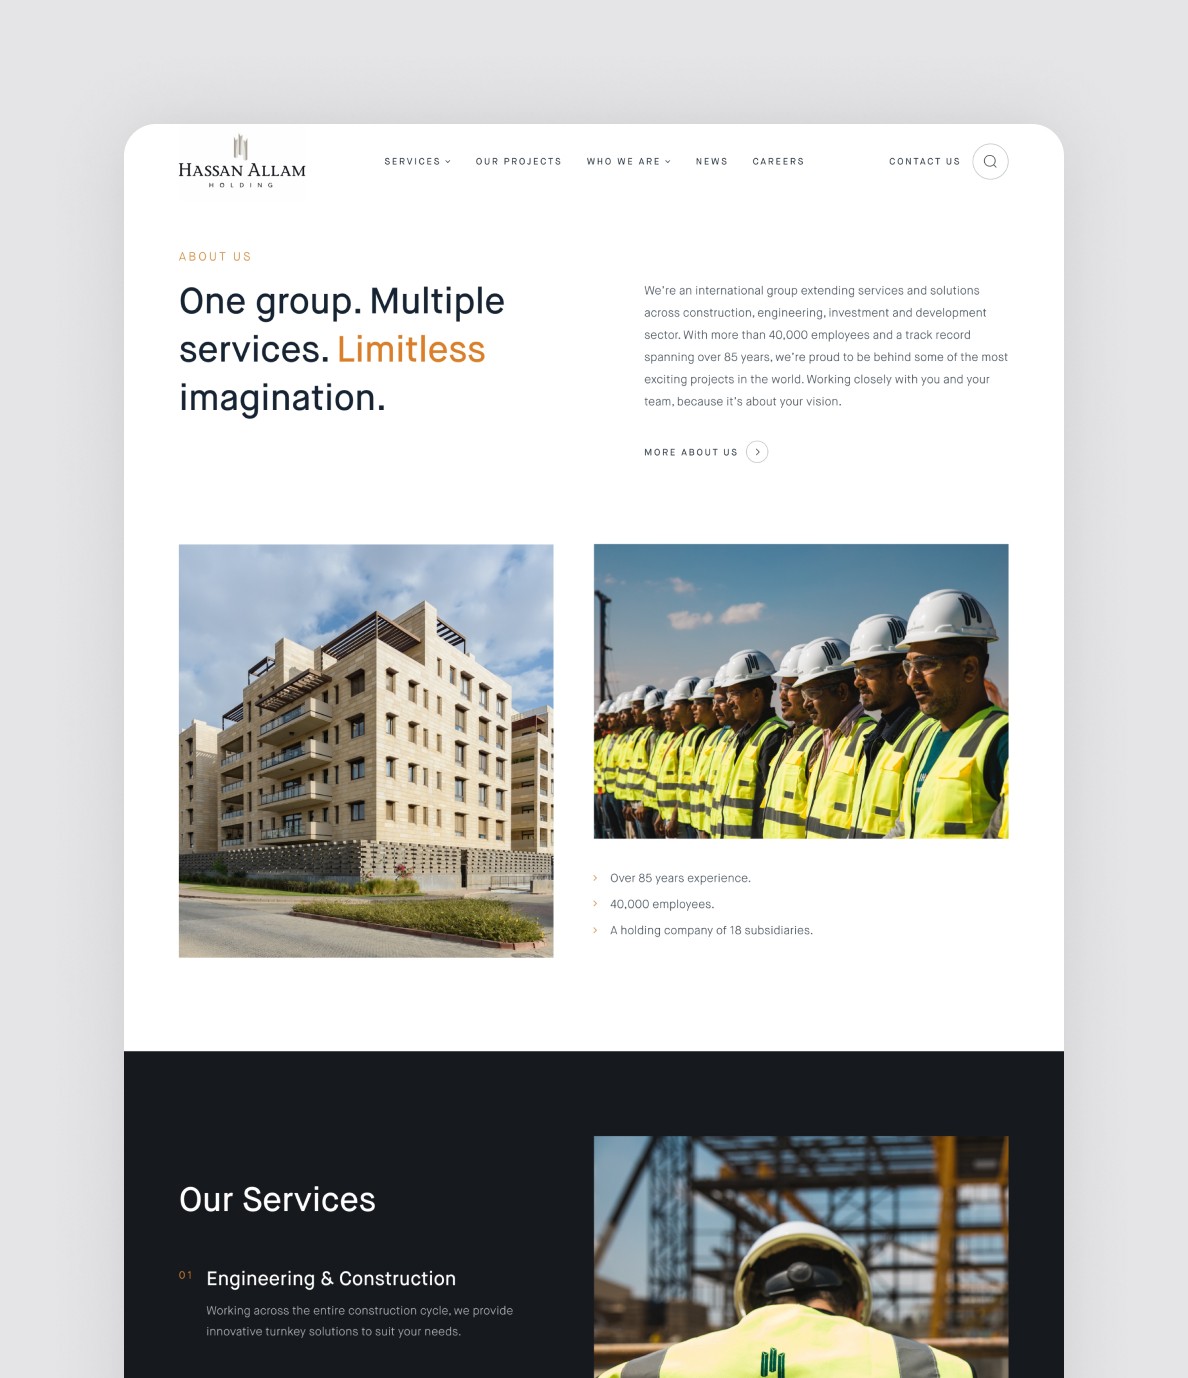 HASSAN ALLAM
HOLDING
SERVICES
OUR PROJECTS
WHO WE ARE
NEWS
CAREERS
CONTACT US
ABOUT US
One group. Multiple
services. Limitless
imagination.
We're an international group extending services and solutions
across construction, engineering, investment and development
sector. With more than 40,000 employees and a track record
spanning over 85 years, we're proud to be behind some of the most
exciting projects in the world. Working closely with you and your
team, because it's about your vision.
MORE ABOUT US
Over 85 years experience.
40,000 employees.
A holding company of 18 subsidiaries.
Our Services
01 Engineering & Construction
Working across the entire construction cycle, we provide
innovative turnkey solutions to suit your needs.